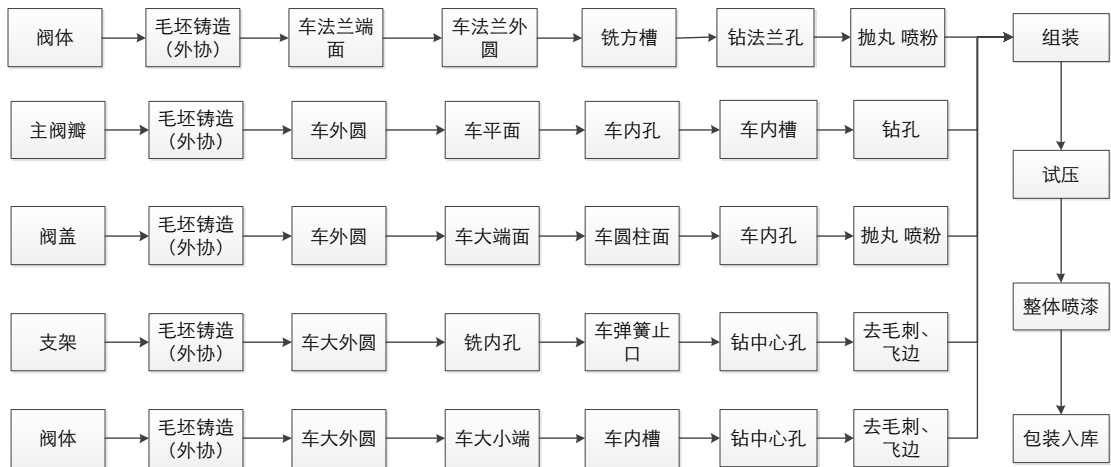 阀体
毛坯铸造
（外协）
车法兰端
面
车法兰外
圆
铣方槽
钻法兰孔
抛丸 喷粉
组装
主阀瓣
毛坯铸造
（外协）
车外圆
车平面
车内孔
车内槽
钻孔
试压
阀盖
毛坯铸造
（外协）
车外圆
车大端面
车圆柱面
车内孔
抛丸 喷粉
整体喷漆
支架
毛坯铸造
（外协）
车大外圆
铣内孔
车弹簧止
口
钻中心孔
去毛刺、
飞边
阀体
毛坯铸造
（外协）
车大外圆
车大小端
车内槽
钻中心孔
去毛刺、
飞边
包装入库